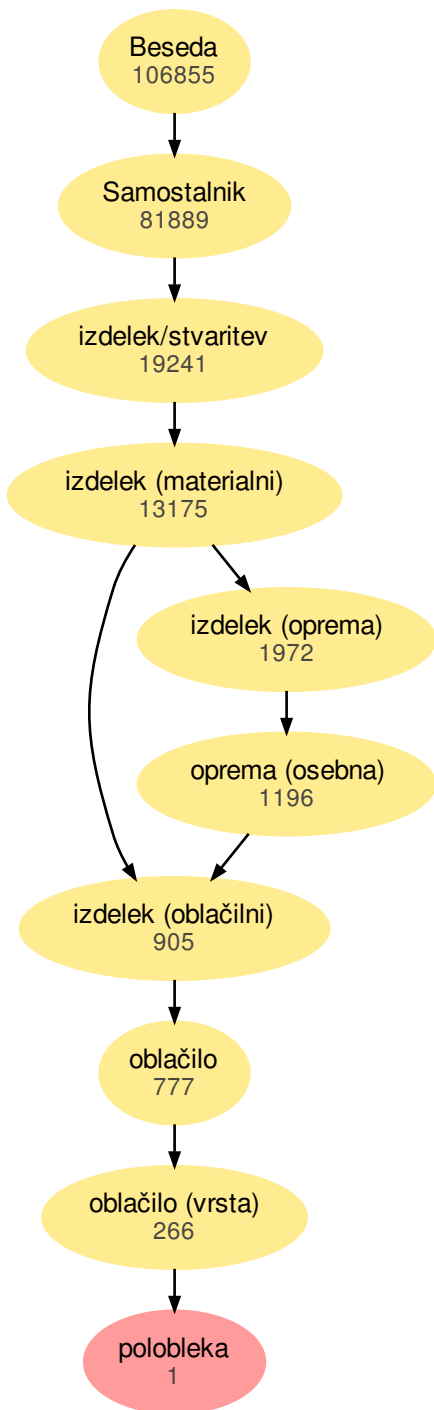 Beseda
106855
Samostalnik
81889
izdelek/stvaritev
19241
izdelek (materialni)
13175
izdelek (oprema)
1972
oprema (osebna)
1196
izdelek (oblačilni)
905
oblačilo
777
oblačilo (vrsta)
266
polobleka
1